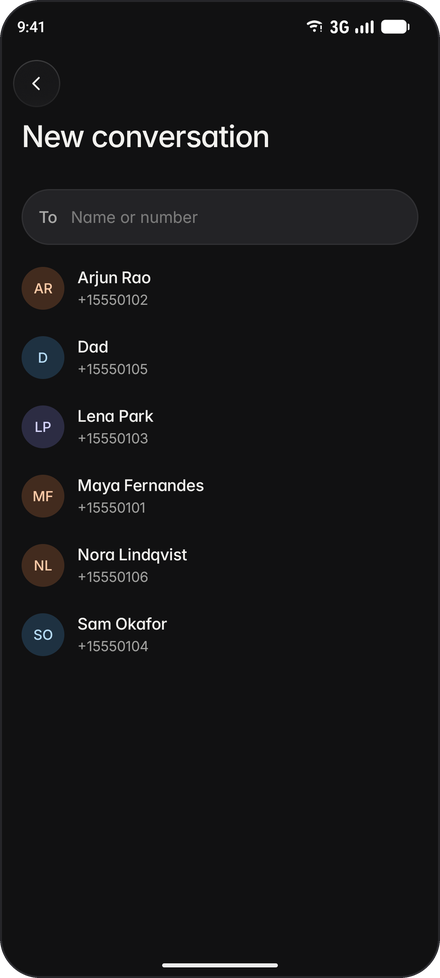 9:41
3G
New conversation
To Name or number
AR
Arjun Rao
+15550102
D
Dad
+15550105
LP
Lena Park
+15550103
MF
Maya Fernandes
+15550101
NL
Nora Lindqvist
+15550106
SO
Sam Okafor
+15550104